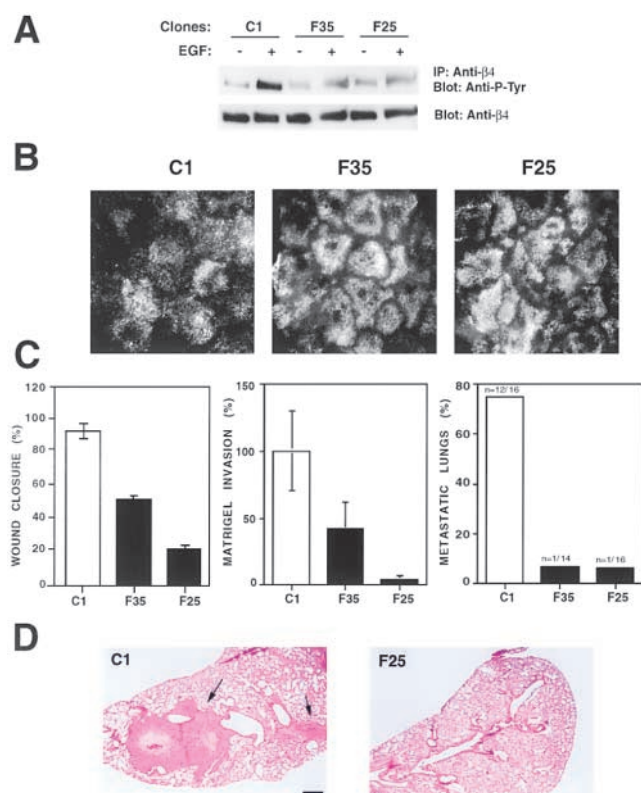 A
Clones: C1 F35 F25
EGF: - + - + - +
IP: Anti-β4
Blot: Anti-P-Tyr
Blot: Anti-β4
B
C1 F35 F25
C
WOUND CLOSURE (%)
120
100
80
60
40
20
0
C1 F35 F25
MATRIGEL INVASION (%)
150
100
50
0
C1 F35 F25
METASTATIC LUNGS (%)
80
60
40
20
0
n=12/16
n=1/14
n=1/16
C1 F35 F25
D
C1
F25